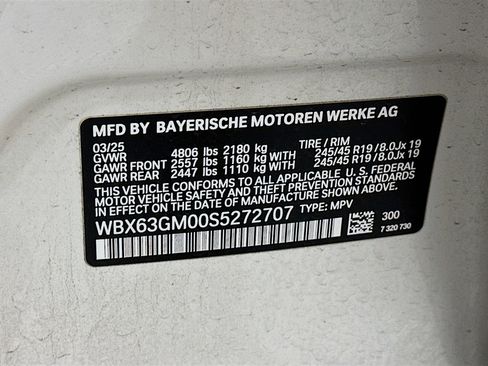 MFD BY BAYERISCHE MOTOREN WERKE AG
03/25 TIRE / RIM
GVWR 4806 lbs 2180 kg
GAWR FRONT 2557 lbs 1160 kg WITH 245/45 R19 / 8.0Jx 19
GAWR REAR 2447 lbs 1110 kg WITH 245/45 R19 / 8.0Jx 19
THIS VEHICLE CONFORMS TO ALL APPLICABLE U.S. FEDERAL
MOTOR VEHICLE SAFETY, BUMPER, AND THEFT PREVENTION
STANDARDS IN EFFECT ON THE DATE OF MANUFACTURE SHOWN ABOVE.
WBX63GM00S5272707 TYPE: MPV
300
7 320 730